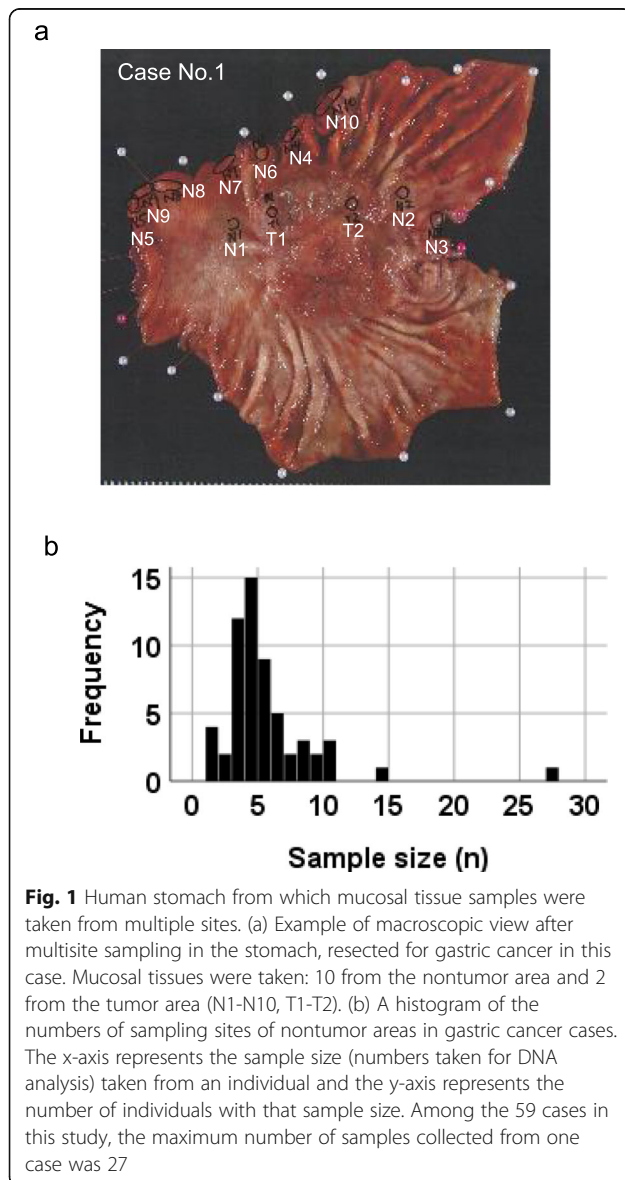 a
Case No.1
N10
N4
N6
N7
N8
N9
N5
N1
T1
T2
N2
N3
b
15
10
5
0
Frequency
0 5 10 15 20 25 30
Sample size (n)
Fig. 1 Human stomach from which mucosal tissue samples were
taken from multiple sites. (a) Example of macroscopic view after
multisite sampling in the stomach, resected for gastric cancer in this
case. Mucosal tissues were taken: 10 from the nontumor area and 2
from the tumor area (N1-N10, T1-T2). (b) A histogram of the
numbers of sampling sites of nontumor areas in gastric cancer cases.
The x-axis represents the sample size (numbers taken for DNA
analysis) taken from an individual and the y-axis represents the
number of individuals with that sample size. Among the 59 cases in
this study, the maximum number of samples collected from one
case was 27